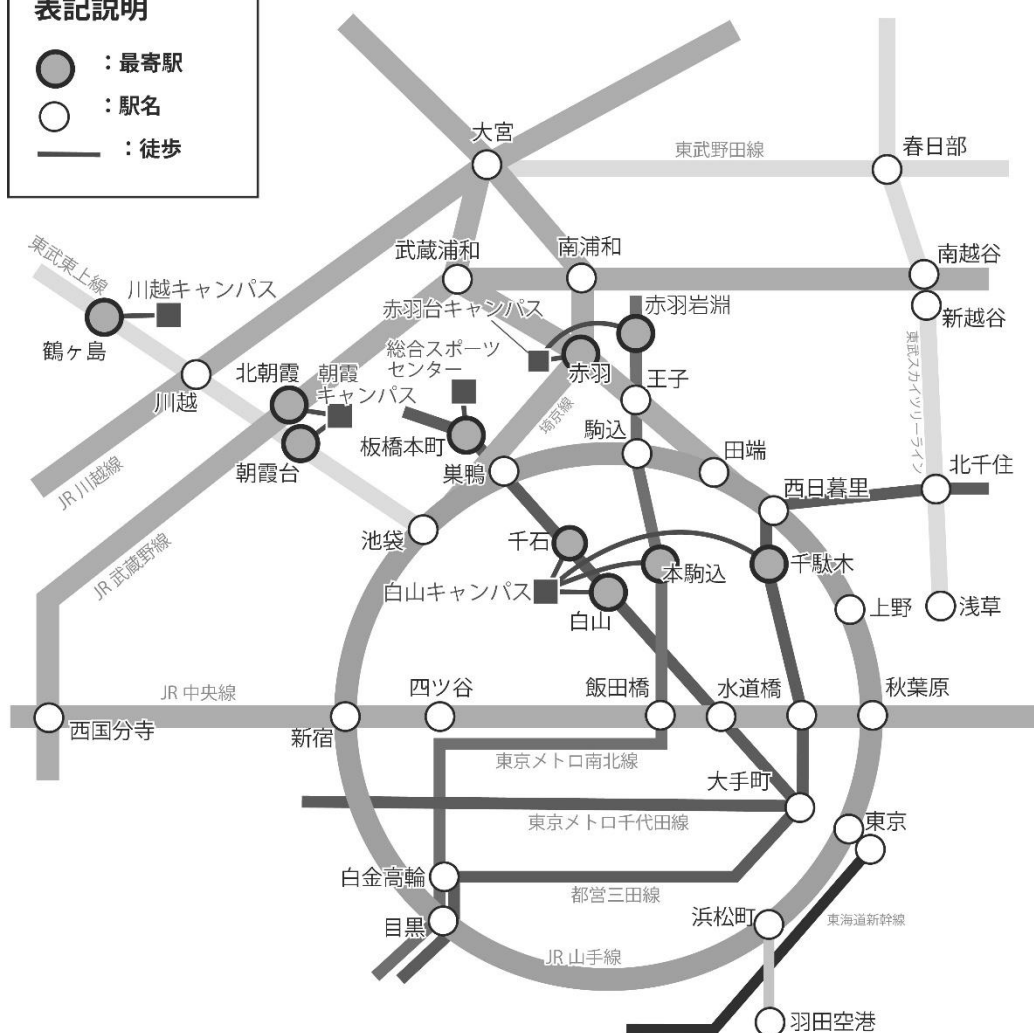 表記説明
：最寄駅
：駅名
：徒歩
大宮
東武野田線
春日部
武蔵浦和
南浦和
南越谷
東武東上線
川越キャンパス
赤羽台キャンパス
赤羽岩淵
新越谷
鶴ヶ島
総合スポーツ
センター
赤羽
東武スカイツリーライン
北朝霞
朝霞
キャンパス
王子
川越
埼京線
駒込
板橋本町
田端
朝霞台
巣鴨
北千住
JR 川越線
西日暮里
池袋
千石
本駒込
千駄木
JR 武蔵野線
白山キャンパス
白山
上野
浅草
JR 中央線
四ツ谷
飯田橋
水道橋
秋葉原
西国分寺
新宿
東京メトロ南北線
大手町
東京メトロ千代田線
東京
白金高輪
都営三田線
目黒
浜松町
東海道新幹線
JR 山手線
羽田空港